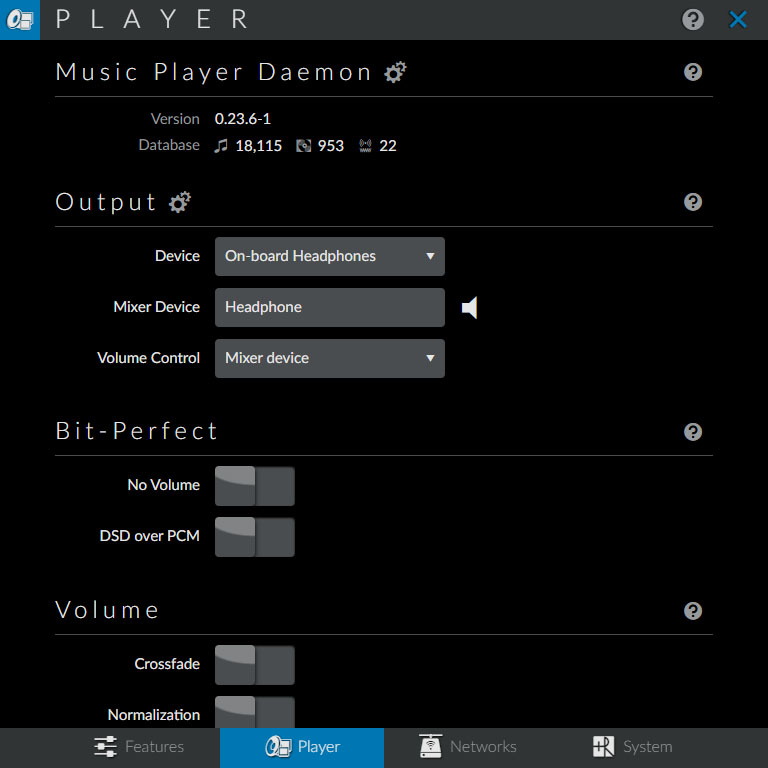 PLAYER
Music Player Daemon
Version 0.23.6-1
Database 18,115 953 22
Output
Device On-board Headphones
Mixer Device Headphone
Volume Control Mixer device
Bit-Perfect
No Volume
DSD over PCM
Volume
Crossfade
Normalization
Features Player Networks System